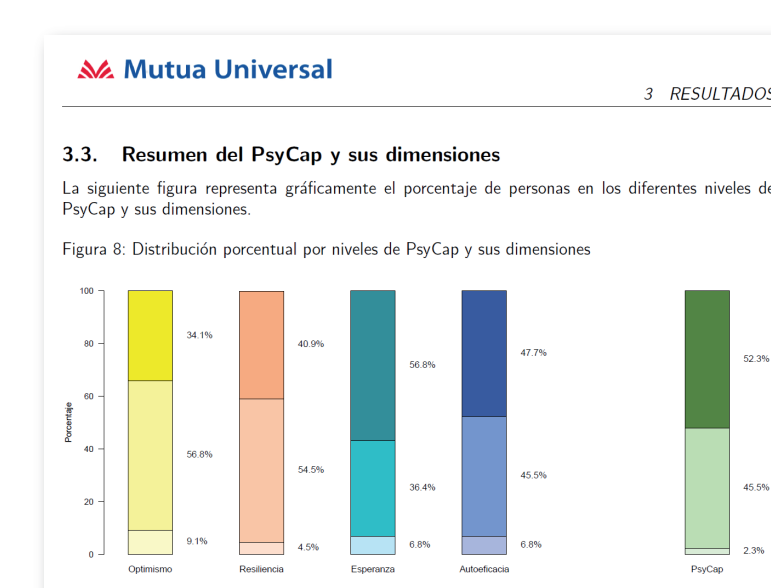 Mutua Universal
3 RESULTADOS
3.3. Resumen del PsyCap y sus dimensiones
La siguiente figura representa gráficamente el porcentaje de personas en los diferentes niveles de
PsyCap y sus dimensiones.
Figura 8: Distribución porcentual por niveles de PsyCap y sus dimensiones
Porcentaje
100
80
60
40
20
0
34.1%
56.8%
9.1%
Optimismo
40.9%
54.5%
4.5%
Resiliencia
56.8%
36.4%
6.8%
Esperanza
47.7%
45.5%
6.8%
Autoeficacia
52.3%
45.5%
2.3%
PsyCap